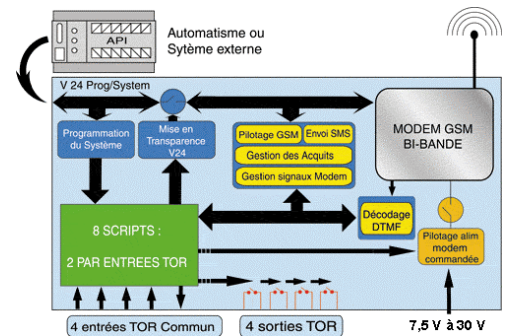 API
Automatisme ou
Sytème externe
V 24 Prog/System
Programmation
du Système
Mise en
Transparence
V24
Pilotage GSM
Envoi SMS
Gestion des Acquits
Gestion signaux Modem
MODEM GSM
BI-BANDE
8 SCRIPTS :
2 PAR ENTREES TOR
Décodage
DTMF
Pilotage alim
modem
commandée
4 entrées TOR Commun
4 sorties TOR
7,5 V à 30 V